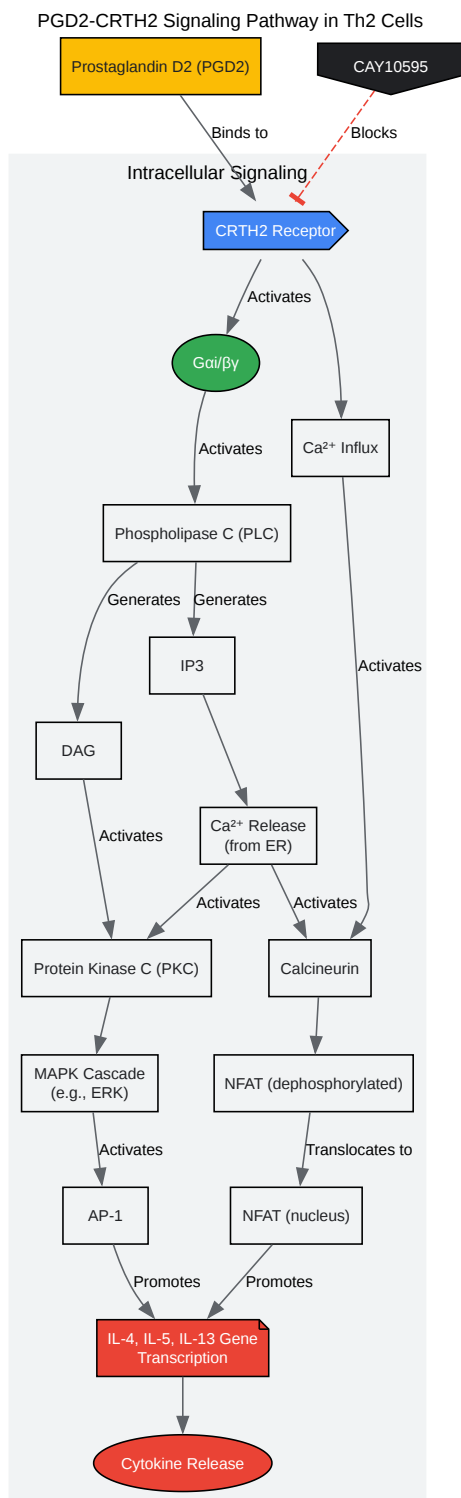 PGD2-CRTH2 Signaling Pathway in Th2 Cells
Prostaglandin D2 (PGD2)
CAY10595
Binds to
Blocks
Intracellular Signaling
CRTH2 Receptor
Activates
Gαi/βγ
Ca²⁺ Influx
Activates
Phospholipase C (PLC)
Generates
Generates
IP3
Activates
DAG
Ca²⁺ Release
(from ER)
Activates
Activates
Activates
Protein Kinase C (PKC)
Calcineurin
MAPK Cascade
(e.g., ERK)
NFAT (dephosphorylated)
Activates
Translocates to
AP-1
NFAT (nucleus)
Promotes
Promotes
IL-4, IL-5, IL-13 Gene
Transcription
Cytokine Release